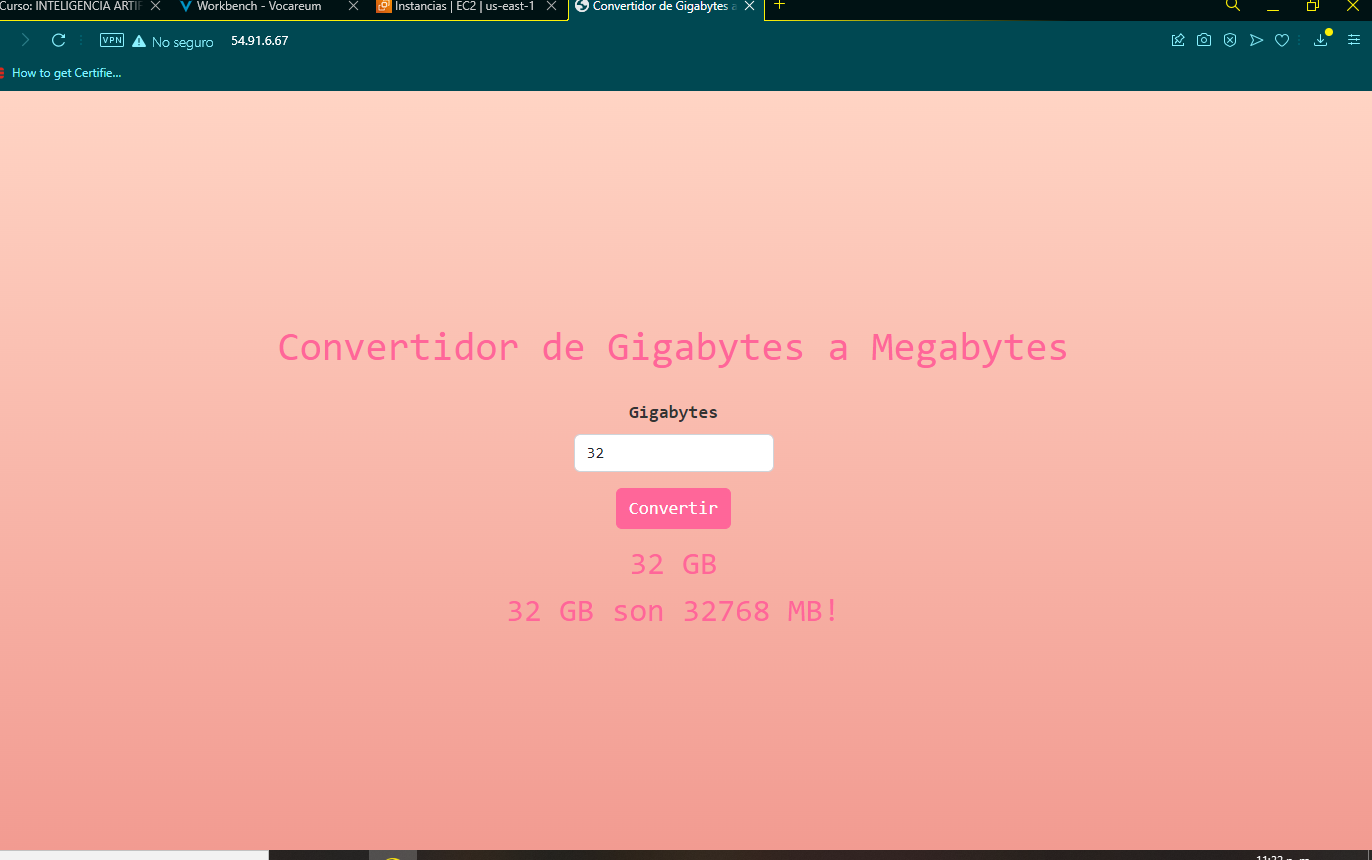 Curso: INTELIGENCIA ARTIF
Workbench - Vocareum
Instancias | EC2 | us-east-1
Convertidor de Gigabytes a
VPN
No seguro
54.91.6.67
How to get Certifie...
Convertidor de Gigabytes a Megabytes
Gigabytes
32
Convertir
32 GB
32 GB son 32768 MB!